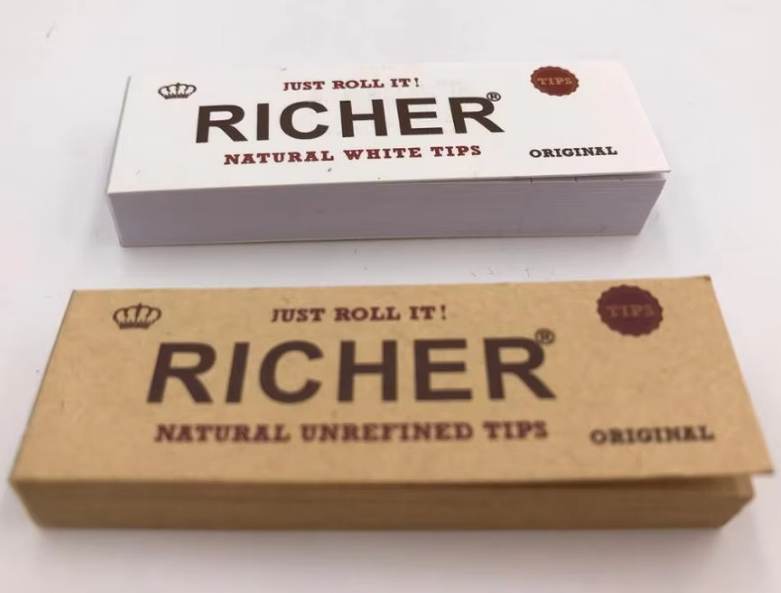 JUST ROLL IT!
TIPS
RICHER®
NATURAL WHITE TIPS
ORIGINAL
JUST ROLL IT!
TIPS
RICHER®
NATURAL UNREFINED TIPS
ORIGINAL